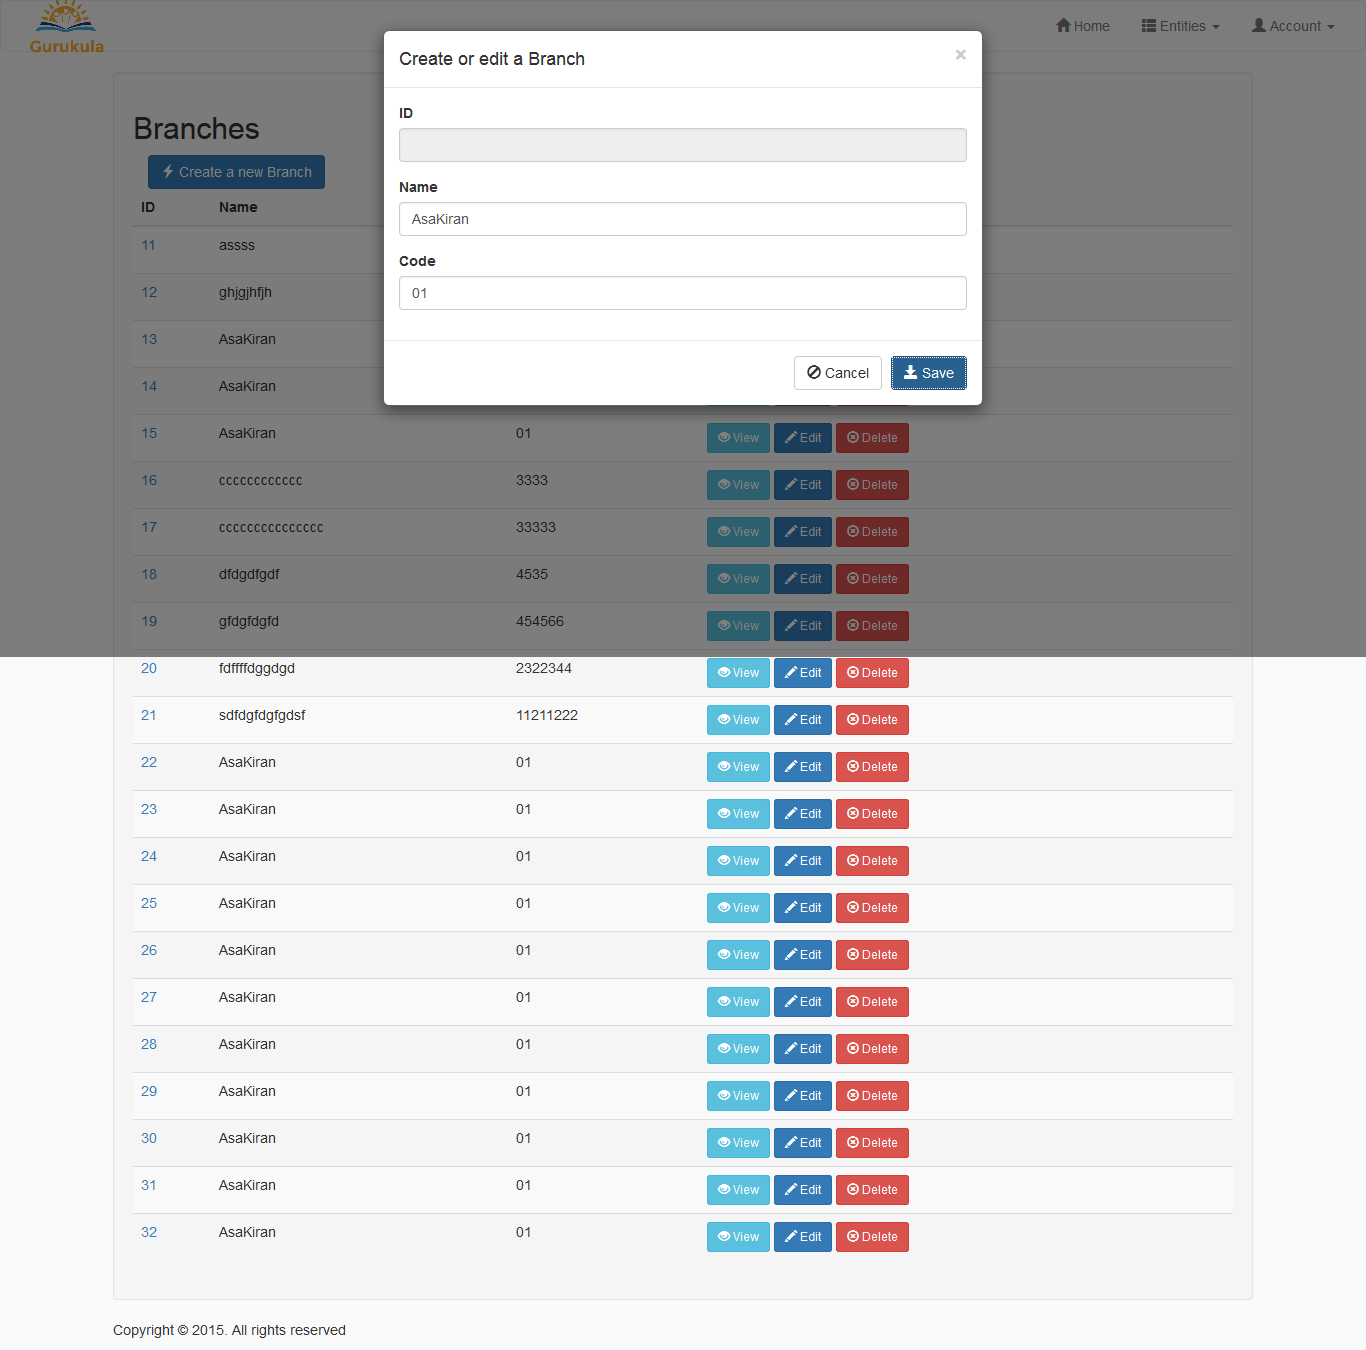 Gurukula
Home Entities Account
Create or edit a Branch ×
ID
Name
AsaKiran
Code
01
Cancel Save
Branches
Create a new Branch
ID Name
11 assss
12 ghjgjhfjh
13 AsaKiran
14 AsaKiran
15 AsaKiran 01 View Edit Delete
16 cccccccccccc 3333 View Edit Delete
17 ccccccccccccccc 33333 View Edit Delete
18 dfdgdfgdf 4535 View Edit Delete
19 gfdgfdgfd 454566 View Edit Delete
20 fdffffdggdgd 2322344 View Edit Delete
21 sdfdgfdgfgdsf 11211222 View Edit Delete
22 AsaKiran 01 View Edit Delete
23 AsaKiran 01 View Edit Delete
24 AsaKiran 01 View Edit Delete
25 AsaKiran 01 View Edit Delete
26 AsaKiran 01 View Edit Delete
27 AsaKiran 01 View Edit Delete
28 AsaKiran 01 View Edit Delete
29 AsaKiran 01 View Edit Delete
30 AsaKiran 01 View Edit Delete
31 AsaKiran 01 View Edit Delete
32 AsaKiran 01 View Edit Delete
Copyright © 2015. All rights reserved